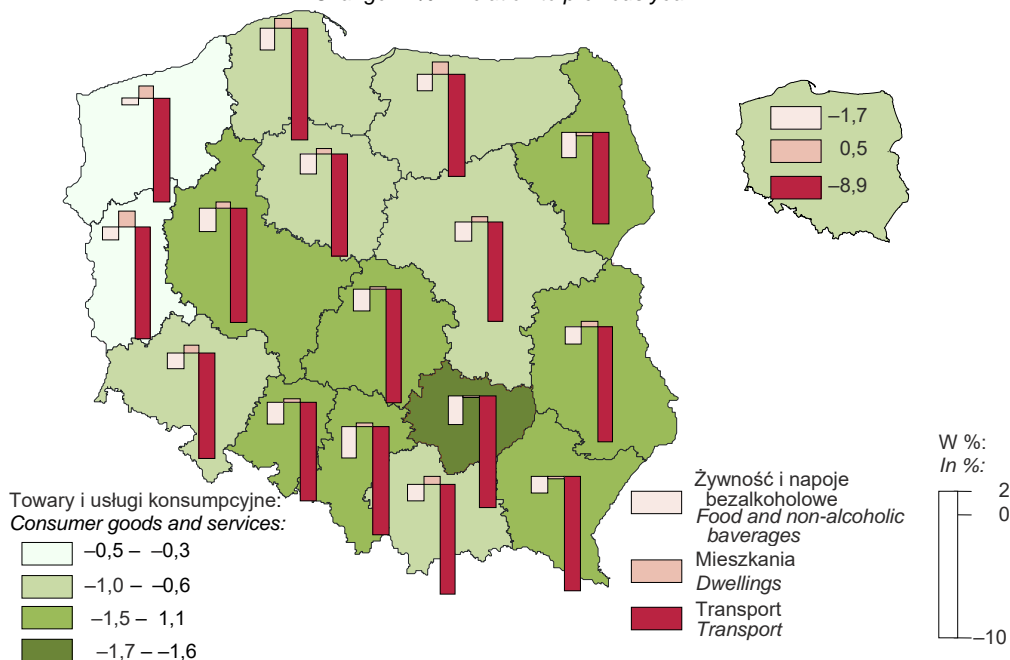 –1,7
0,5
–8,9
W %:
In %:
2
0
–10
Żywność i napoje
bezalkoholowe
Food and non-alcoholic
baverages
Mieszkania
Dwellings
Transport
Transport
Towary i usługi konsumpcyjne:
Consumer goods and services:
–0,5 – –0,3
–1,0 – –0,6
–1,5 – 1,1
–1,7 – –1,6